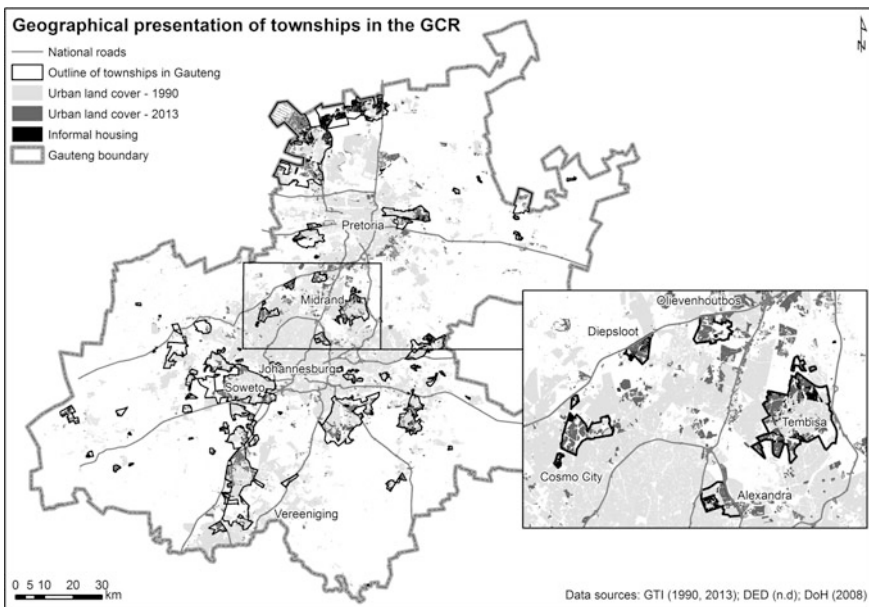 Geographical presentation of townships in the GCR
National roads
Outline of townships in Gauteng
Urban land cover - 1990
Urban land cover - 2013
Informal housing
Gauteng boundary
N
Pretoria
Midrand
Johannesburg
Soweto
Vereeniging
Olievenhoutbos
Diepsloot
Tembisa
Cosmo City
Alexandra
0 5 10 20 30
km
Data sources: GTI (1990, 2013); DED (n.d); DoH (2008)